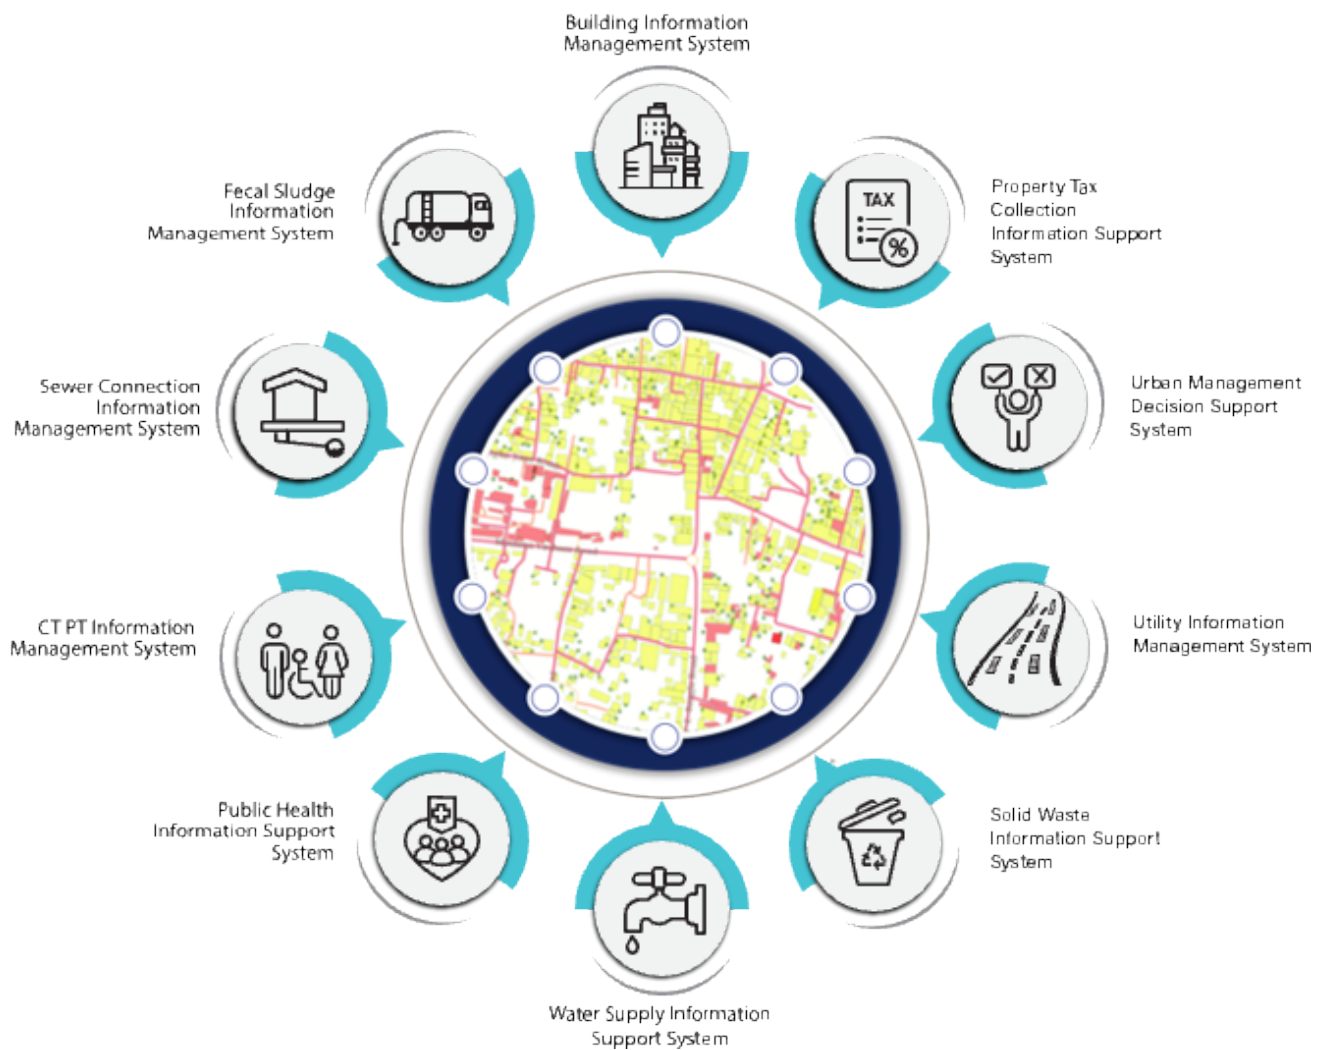 Building Information
Management System
Property Tax
Collection
Information Support
System
Urban Management
Decision Support
System
Utility Information
Management System
Solid Waste
Information Support
System
Water Supply Information
Support System
Public Health
Information Support
System
CT PT Information
Management System
Sewer Connection
Information
Management System
Fecal Sludge
Information
Management System
TAX
%